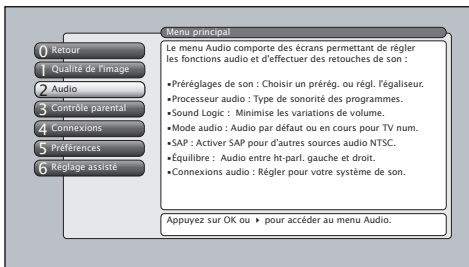 Menu principal
0 Retour
1 Qualité de l'image
2 Audio
3 Contrôle parental
4 Connexions
5 Préférences
6 Réglage assisté
Le menu Audio comporte des écrans permettant de régler
les fonctions audio et d'effectuer des retouches de son :
▪Préréglages de son : Choisir un prérég. ou régl. l'égaliseur.
▪Processeur audio : Type de sonorité des programmes.
▪Sound Logic : Minimise les variations de volume.
▪Mode audio : Audio par défaut ou en cours pour TV num.
▪SAP : Activer SAP pour d'autres sources audio NTSC.
▪Équilibre : Audio entre ht-parl. gauche et droit.
▪Connexions audio : Régler pour votre système de son.
Appuyez sur OK ou ▸ pour accéder au menu Audio.